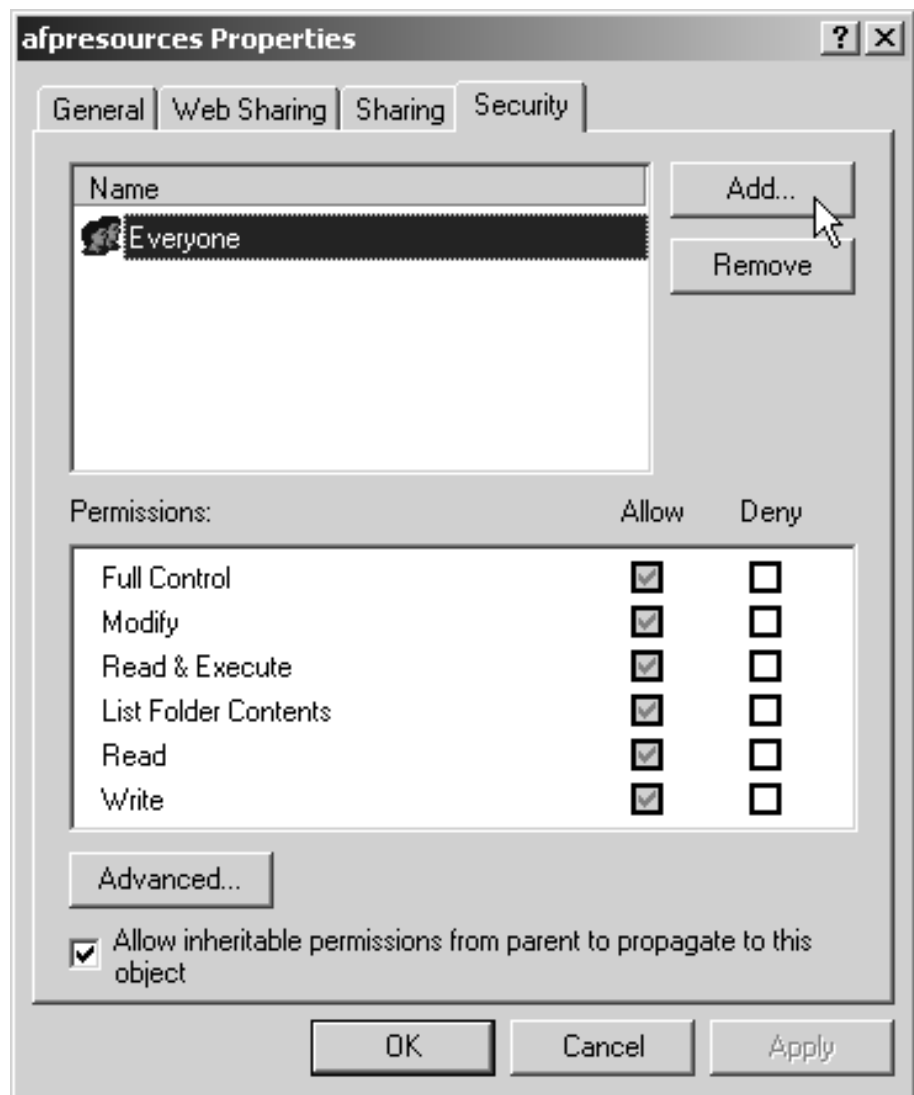 afpresources Properties
General Web Sharing Sharing Security
Name
Everyone
Add...
Remove
Permissions: Allow Deny
Full Control
Modify
Read & Execute
List Folder Contents
Read
Write
Advanced...
Allow inheritable permissions from parent to propagate to this
object
OK Cancel Apply